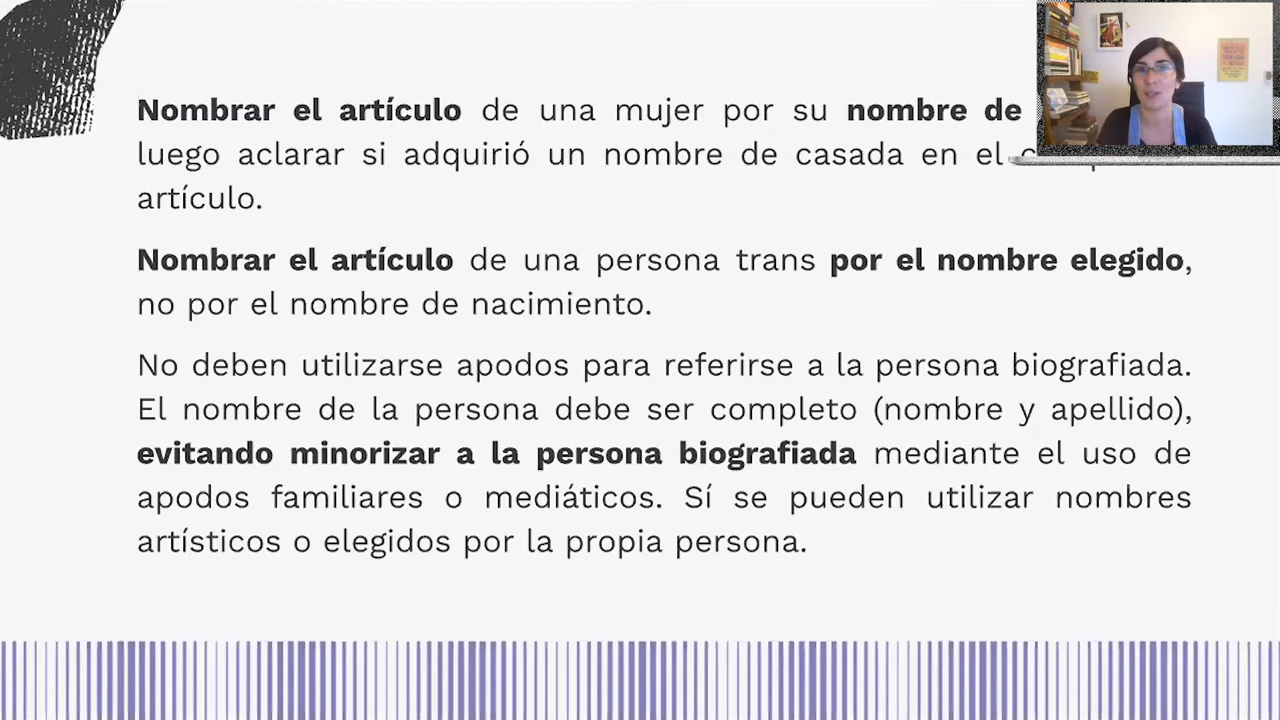 Nombrar el artículo de una mujer por su nombre de
luego aclarar si adquirió un nombre de casada en el
artículo.
Nombrar el artículo de una persona trans por el nombre elegido,
no por el nombre de nacimiento.
No deben utilizarse apodos para referirse a la persona biografiada.
El nombre de la persona debe ser completo (nombre y apellido),
evitando minorizar a la persona biografiada mediante el uso de
apodos familiares o mediáticos. Sí se pueden utilizar nombres
artísticos o elegidos por la propia persona.